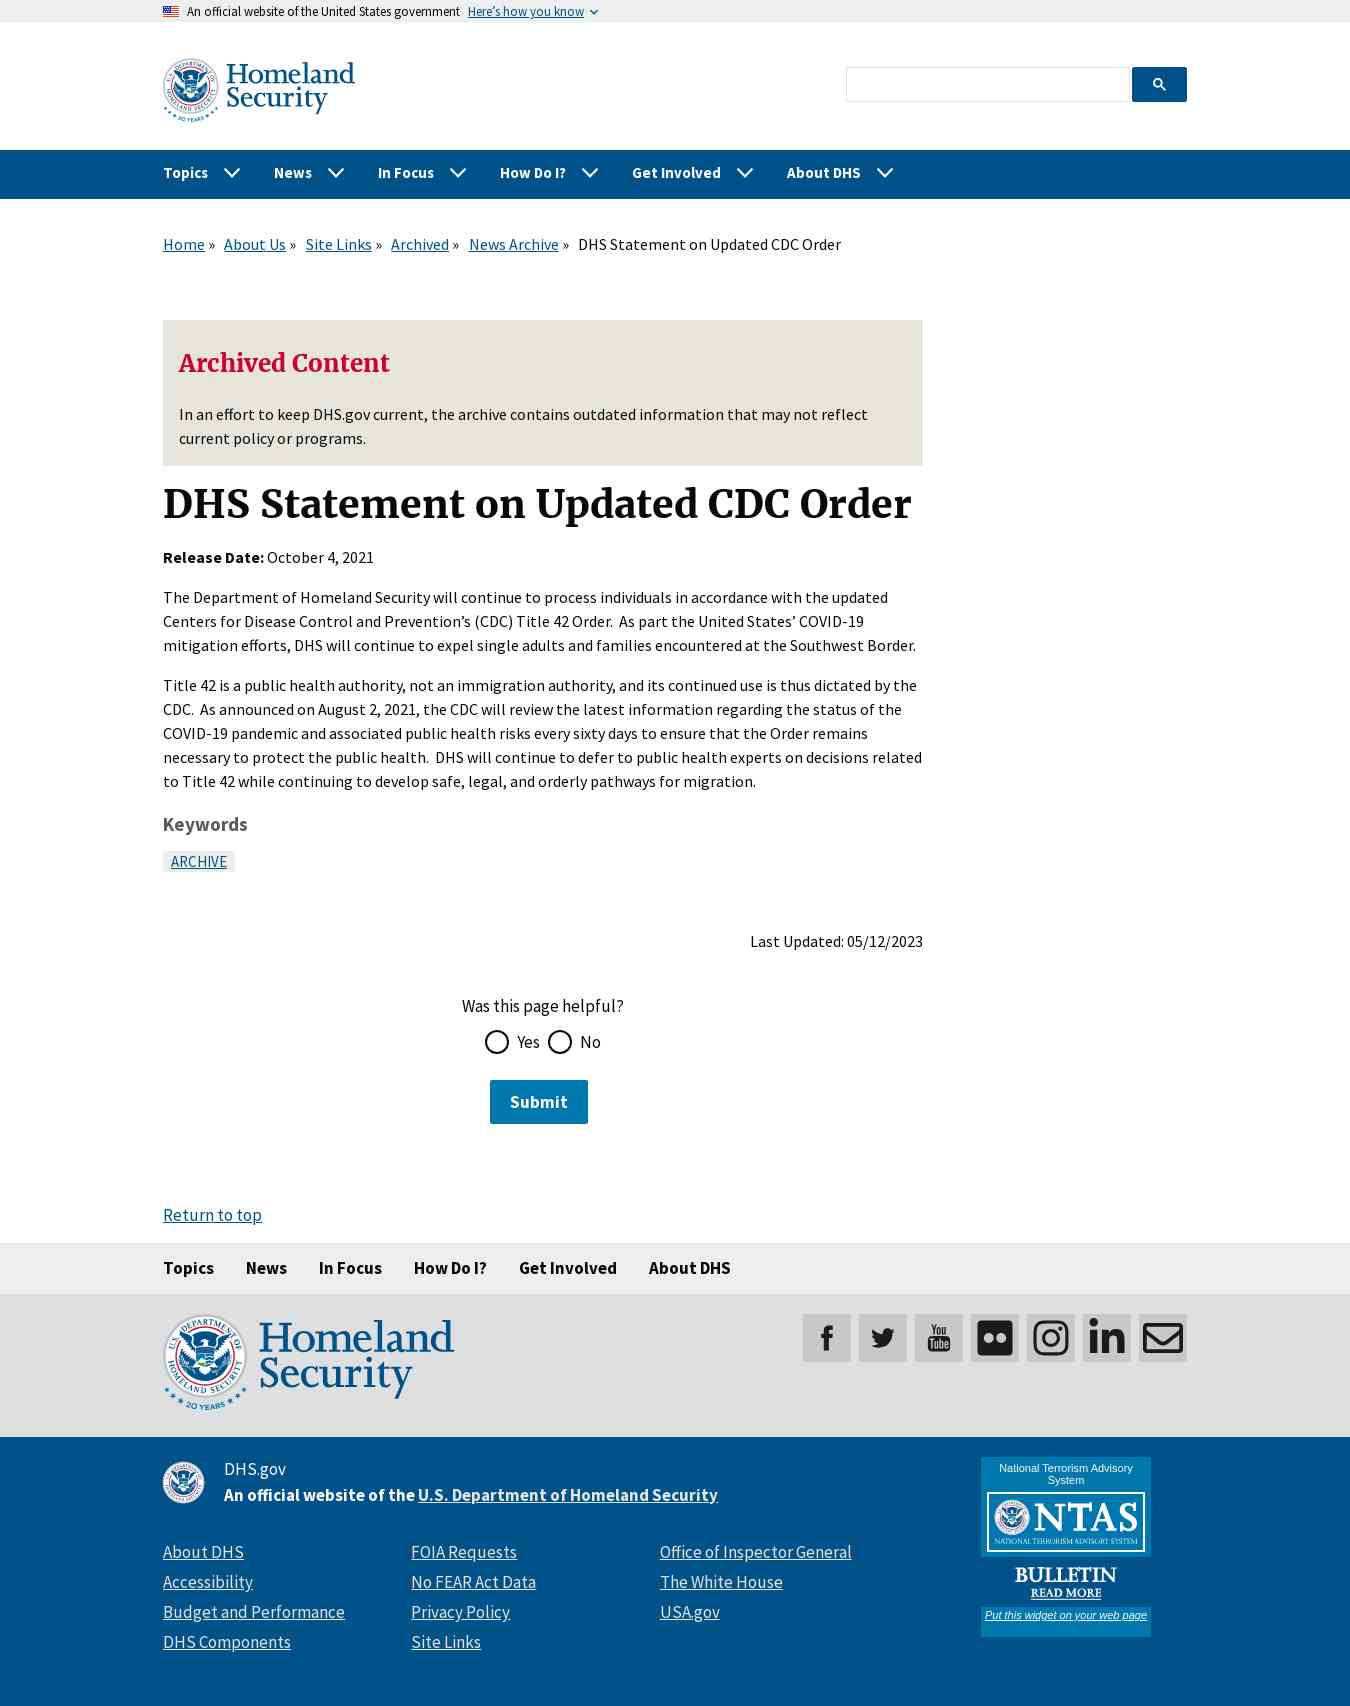 An official website of the United States government Here's how you know
U.S. DEPARTMENT OF HOMELAND SECURITY
20 YEARS
Homeland
Security
Topics News In Focus How Do I? Get Involved About DHS
Home » About Us » Site Links » Archived » News Archive » DHS Statement on Updated CDC Order
Archived Content
In an effort to keep DHS.gov current, the archive contains outdated information that may not reflect
current policy or programs.
DHS Statement on Updated CDC Order
Release Date: October 4, 2021
The Department of Homeland Security will continue to process individuals in accordance with the updated
Centers for Disease Control and Prevention’s (CDC) Title 42 Order.  As part the United States’ COVID-19
mitigation efforts, DHS will continue to expel single adults and families encountered at the Southwest Border.
Title 42 is a public health authority, not an immigration authority, and its continued use is thus dictated by the
CDC.  As announced on August 2, 2021, the CDC will review the latest information regarding the status of the
COVID-19 pandemic and associated public health risks every sixty days to ensure that the Order remains
necessary to protect the public health.  DHS will continue to defer to public health experts on decisions related
to Title 42 while continuing to develop safe, legal, and orderly pathways for migration.
Keywords
ARCHIVE
Last Updated: 05/12/2023
Was this page helpful?
Yes No
Submit
Return to top
Topics News In Focus How Do I? Get Involved About DHS
U.S. DEPARTMENT OF HOMELAND SECURITY
20 YEARS
Homeland
Security
You
Tube
DHS.gov
An official website of the U.S. Department of Homeland Security
About DHS
Accessibility
Budget and Performance
DHS Components
FOIA Requests
No FEAR Act Data
Privacy Policy
Site Links
Office of Inspector General
The White House
USA.gov
National Terrorism Advisory
System
NTAS
NATIONAL TERRORISM ADVISORY SYSTEM
BULLETIN
READ MORE
Put this widget on your web page